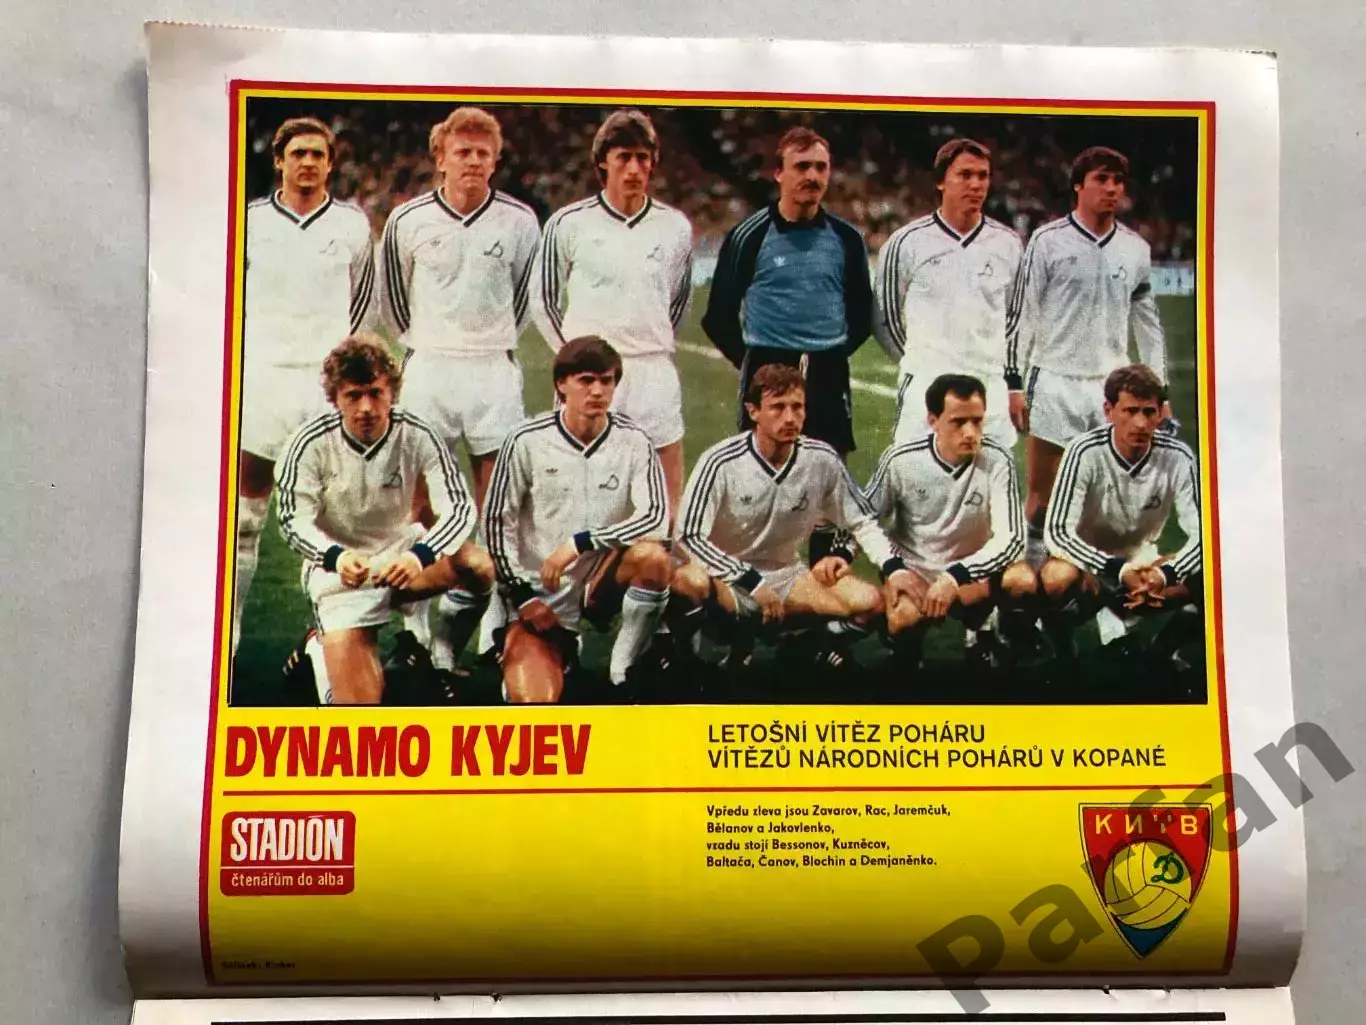 DYNAMO KYJEV
LETOŠNÍ VÍTĚZ POHÁRU
VÍTĚZŮ NÁRODNÍCH POHÁRŮ V KOPANÉ
STADIÓN
čtenářům do alba
Vpředu zleva jsou Zavarov, Rac, Jaremčuk,
Bělanov a Jakovlenko,
vzadu stojí Bessonov, Kuzněcov,
Baltača, Čanov, Blochin a Demjaněnko.
Д
Parfan